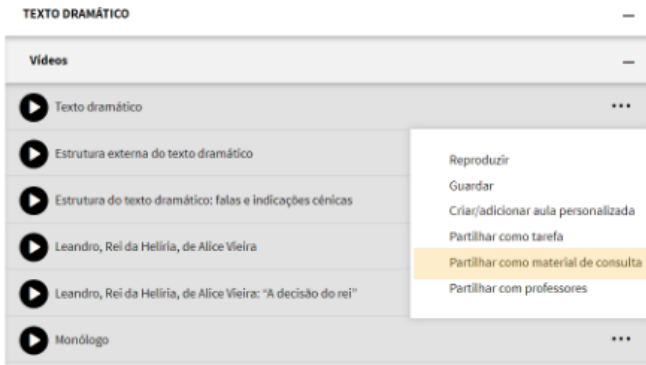 TEXTO DRAMÁTICO
Vídeos
Texto dramático
Estrutura externa do texto dramático
Estrutura do texto dramático: falas e indicações cénicas
Leandro, Rei da Helíria, de Alice Vieira
Leandro, Rei da Helíria, de Alice Vieira: “A decisão do rei”
Monólogo
Reproduzir
Guardar
Criar/adicionar aula personalizada
Partilhar como tarefa
Partilhar como material de consulta
Partilhar com professores